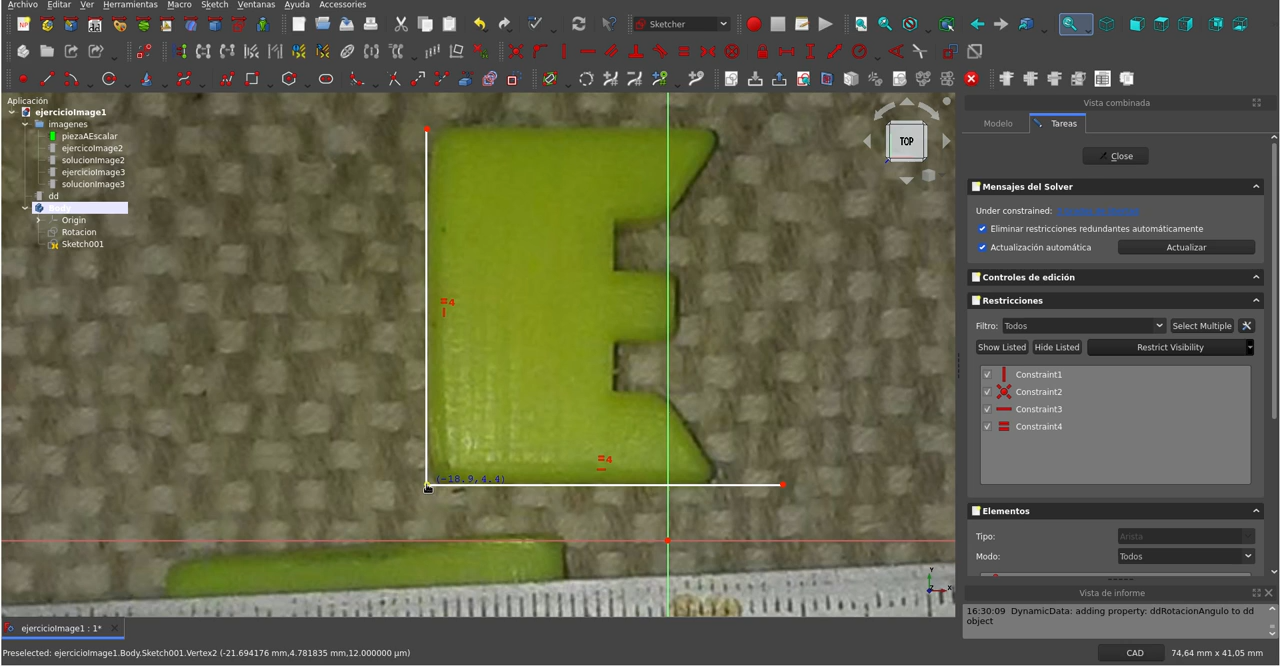 Archivo Editar Ver Herramientas Macro Sketch Ventanas Ayuda Accessories
Sketcher
Aplicación
ejercicioImage1
imagenes
piezaAEscalar
ejercicoImage2
solucionImage2
ejercicioImage3
solucionImage3
dd
Body
Origin
Rotacion
Sketch001
TOP
=4
=4
(-18.9,4.4)
Y
X
Vista combinada
Modelo Tareas
Close
Mensajes del Solver
Under constrained:
Eliminar restricciones redundantes automáticamente
Actualización automática Actualizar
Controles de edición
Restricciones
Filtro: Todos Select Multiple
Show Listed Hide Listed Restrict Visibility
Constraint1
Constraint2
Constraint3
Constraint4
Elementos
Tipo: Arista
Modo: Todos
Vista de informe
16:30:09 DynamicData: adding property: ddRotacionAngulo to dd
object
ejercicioImage1 : 1*
Preselected: ejercicioImage1.Body.Sketch001.Vertex2 (-21.694176 mm,4.781835 mm,12.000000 µm) CAD 74,64 mm x 41,05 mm